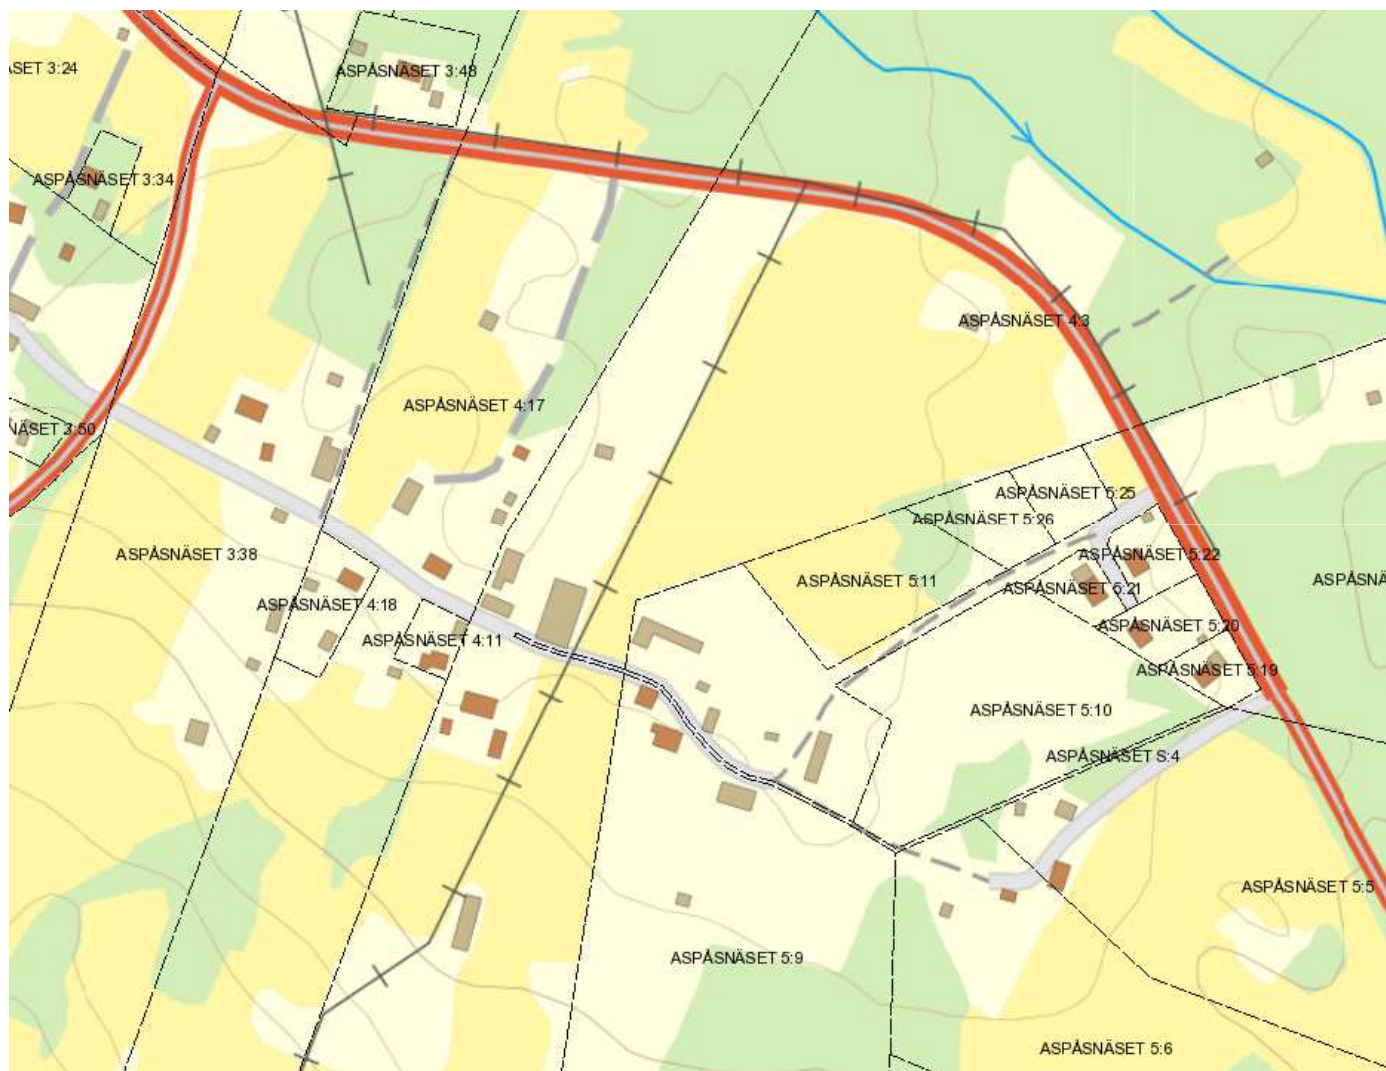 ÅSET 3:24
ASPÅSNÄSET 3:48
ASPÅSNÄSET 3:34
ASPÅSNÄSET 4:3
ASPÅSNÄSET 4:17
NÄSET 3:50
ASPÅSNÄSET 5:25
ASPÅSNÄSET 5:26
ASPÅSNÄSET 3:38
ASPÅSNÄSET 5:22
ASPÅSNÄSET 5:11
ASPÅSNÄ
ASPÅSNÄSET 5:21
ASPÅSNÄSET 4:18
ASPÅSNÄSET 5:20
ASPÅSNÄSET 4:11
ASPÅSNÄSET 5:19
ASPÅSNÄSET 5:10
ASPÅSNÄSET S:4
ASPÅSNÄSET 5:5
ASPÅSNÄSET 5:9
ASPÅSNÄSET 5:6